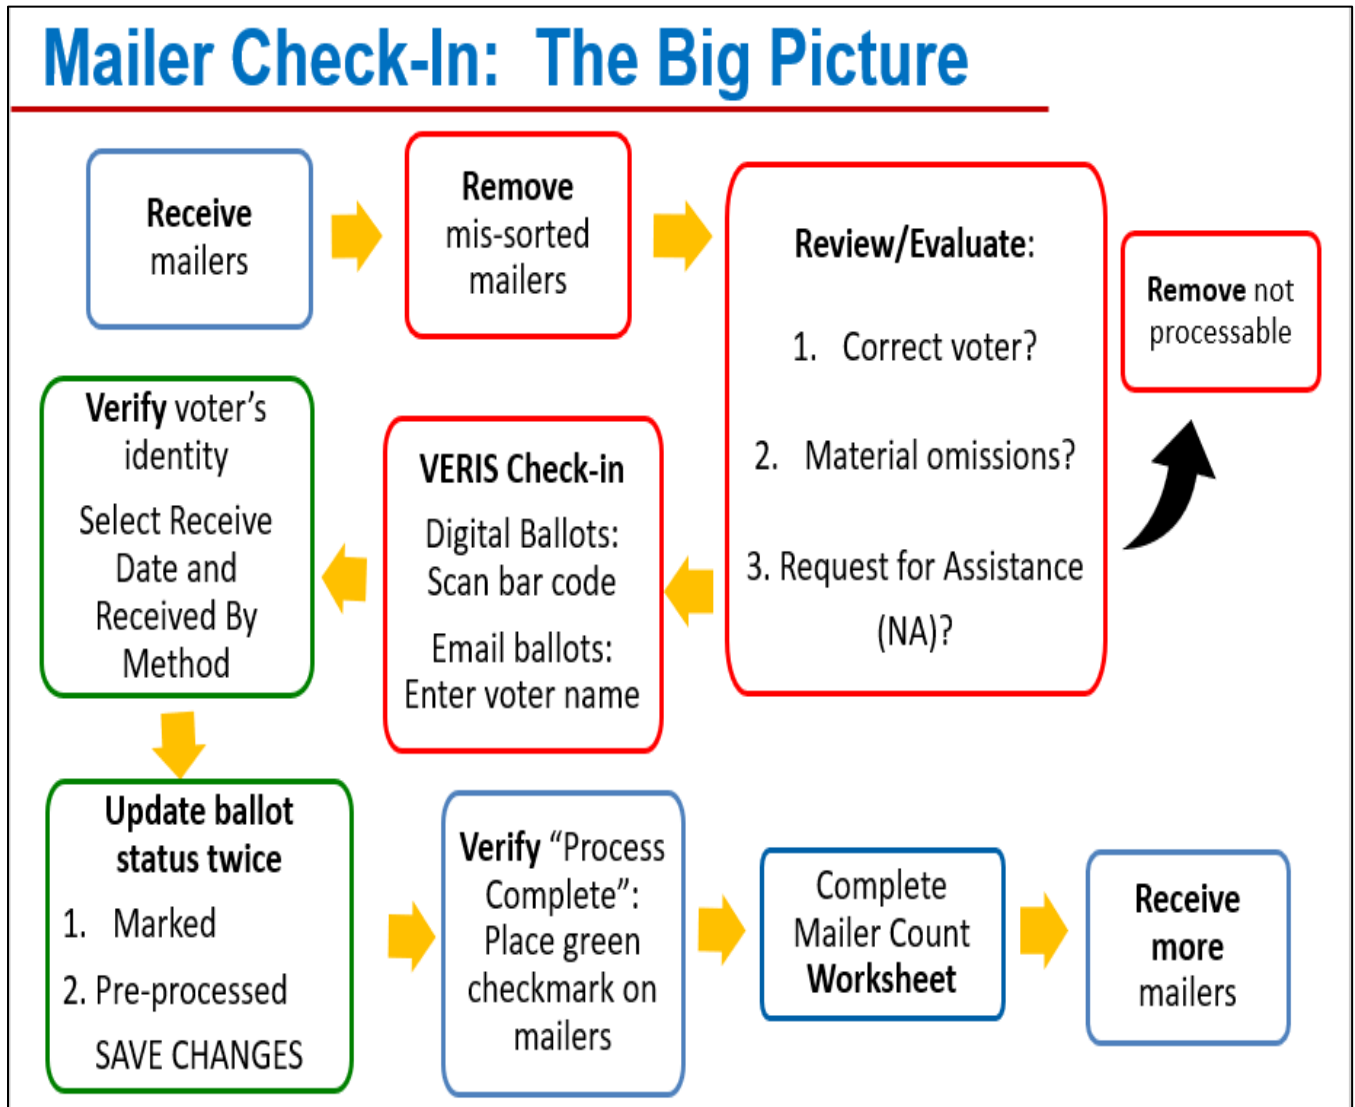 Mailer Check-In: The Big Picture
Receive
mailers
Remove
mis-sorted
mailers
Review/Evaluate:
1. Correct voter?
2. Material omissions?
3. Request for Assistance
(NA)?
Remove not
processable
VERIS Check-in
Digital Ballots:
Scan bar code
Email ballots:
Enter voter name
Verify voter’s
identity
Select Receive
Date and
Received By
Method
Update ballot
status twice
1. Marked
2. Pre-processed
SAVE CHANGES
Verify “Process
Complete”:
Place green
checkmark on
mailers
Complete
Mailer Count
Worksheet
Receive
more
mailers